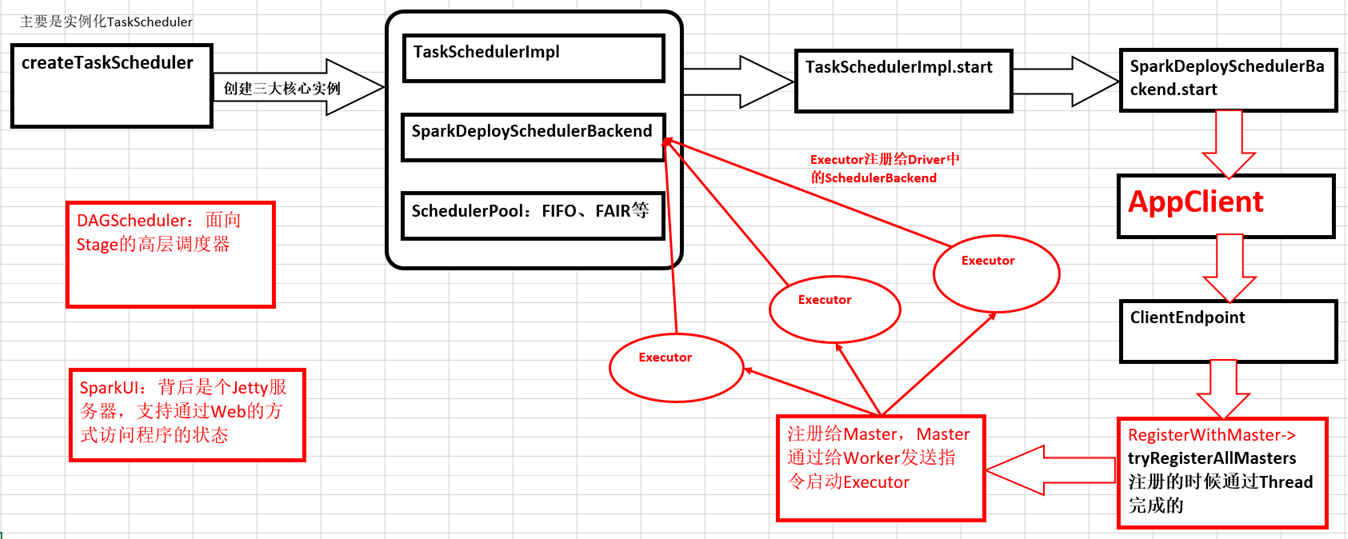 主要是实例化TaskScheduler
createTaskScheduler
创建三大核心实例
TaskSchedulerImpl
SparkDeploySchedulerBackend
SchedulerPool：FIFO、FAIR等
TaskSchedulerImpl.start
SparkDeploySchedulerBa
ckend.start
Executor注册给Driver中
的SchedulerBackend
AppClient
DAGScheduler：面向
Stage的高层调度器
Executor
Executor
Executor
ClientEndpoint
SparkUI：背后是个Jetty服
务器，支持通过Web的方
式访问程序的状态
注册给Master，Master
通过给Worker发送指
令启动Executor
RegisterWithMaster->
tryRegisterAllMasters
注册的时候通过Thread
完成的